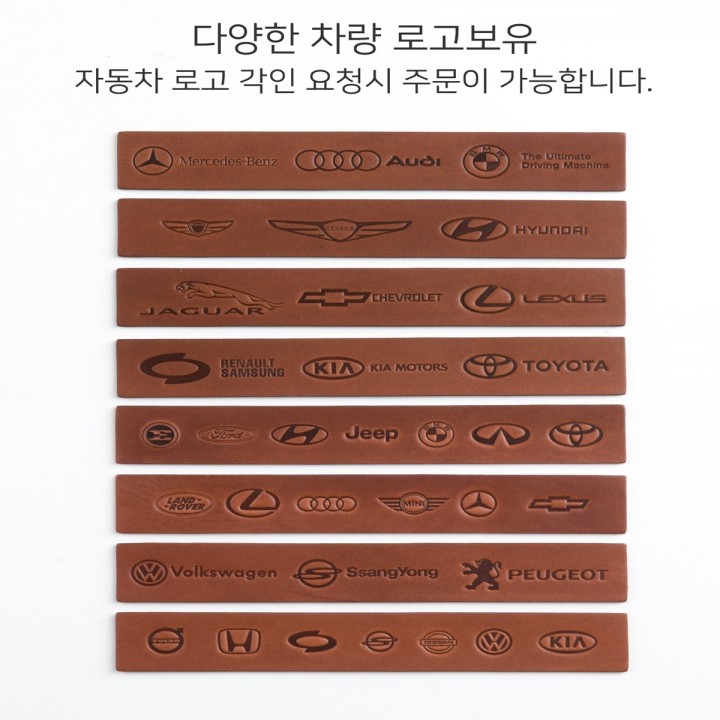 다양한 차량 로고보유
자동차 로고 각인 요청시 주문이 가능합니다.
Mercedes-Benz Audi BMW The Ultimate
Driving Machine
GENESIS HYUNDAI
JAGUAR CHEVROLET LEXUS
RENAULT
SAMSUNG KIA KIA MOTORS TOYOTA
Ford Jeep BMW
LAND-
ROVER MINI
Volkswagen SsangYong PEUGEOT
VOLVO NISSAN KIA